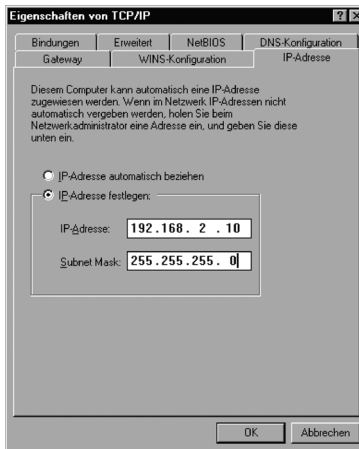 Eigenschaften von TCP/IP
Bindungen Erweitert NetBIOS DNS-Konfiguration
Gateway WINS-Konfiguration IP-Adresse
Diesem Computer kann automatisch eine IP-Adresse
zugewiesen werden. Wenn im Netzwerk IP-Adressen nicht
automatisch vergeben werden, holen Sie beim
Netzwerkadministrator eine Adresse ein, und geben Sie diese
unten ein.
IP-Adresse automatisch beziehen
IP-Adresse festlegen:
IP-Adresse: 192.168. 2 .10
Subnet Mask: 255.255.255. 0
OK Abbrechen